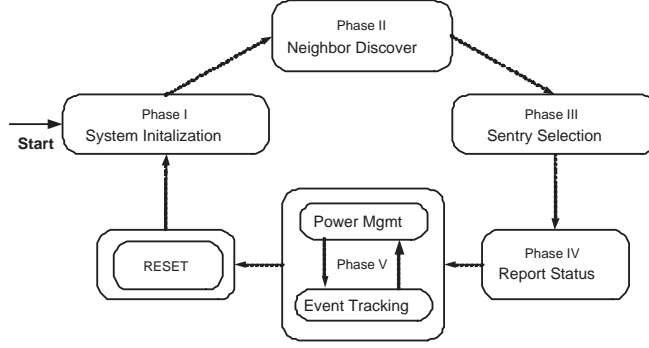 Phase II
Neighbor Discover
Phase I
System Initalization
Phase III
Sentry Selection
Start
Power Mgmt
Phase V
Event Tracking
Phase IV
Report Status
RESET